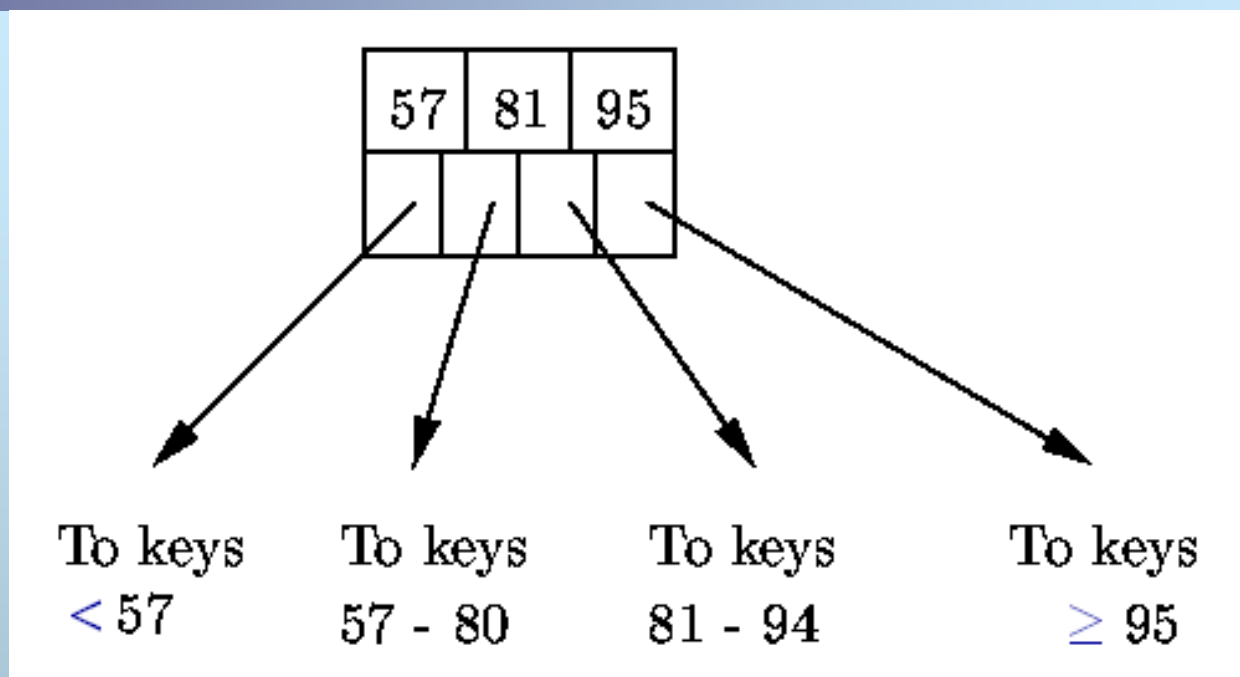 57 81 95
To keys To keys To keys To keys
< 57 57 - 80 81 - 94 ≥ 95